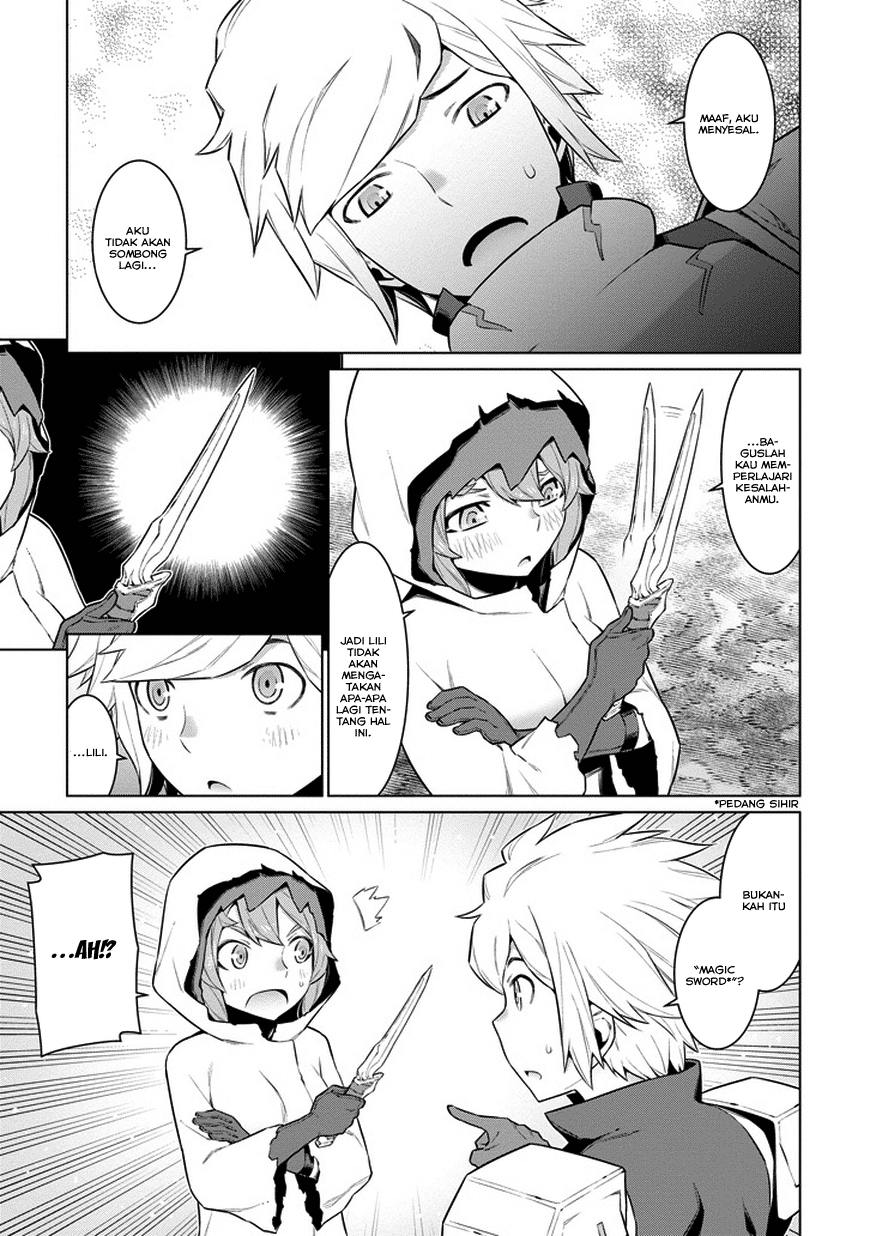 MAAF, AKU
MENYESAL.
AKU
TIDAK AKAN
SOMBONG
LAGI...
...BA-
GUSLAH
KAU MEM-
PERLAJARI
KESALAH-
ANMU.
JADI LILI
TIDAK
AKAN
MENGA-
TAKAN
APA-APA
LAGI TEN-
TANG HAL
INI.
...LILI.
*PEDANG SIHIR
BUKAN-
KAH ITU
"MAGIC
SWORD*"?
...AH!?